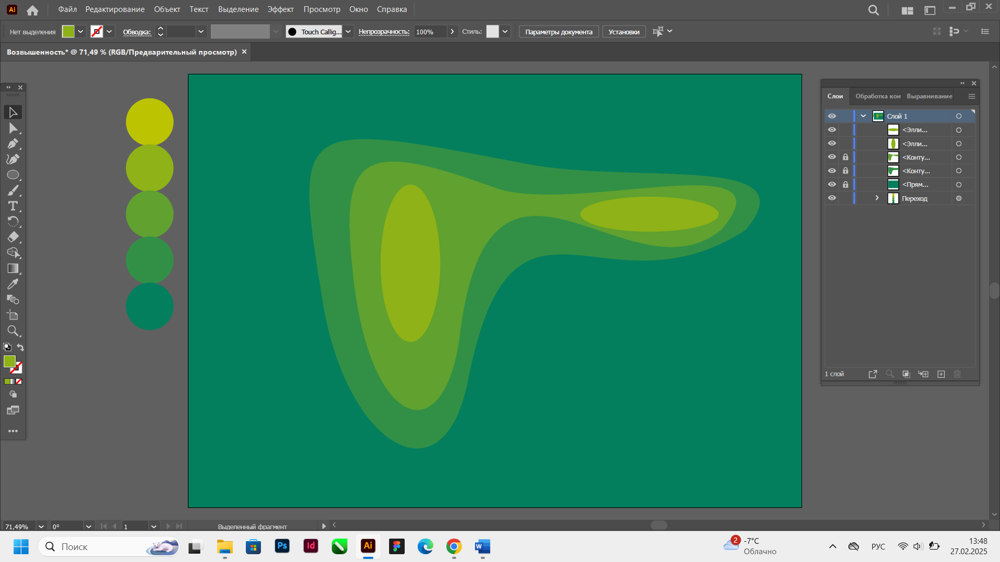 Ai Файл Редактирование Объект Текст Выделение Эффект Просмотр Окно Справка
Нет выделения Обводка: Touch Callig... Непрозрачность: 100% Стиль: Параметры документа Установки
Возвышенность* @ 71,49 % (RGB/Предварительный просмотр)
Слои Обработка кон Выравнивание
Слой 1
<Элли...
<Элли...
<Конту...
<Конту...
<Прям...
Переход
1 слой
71,49% 0° 1 Выделенный фрагмент
Поиск Ps Id Ai W 2 -7°C РУС 13:48
Облачно 27.02.2025